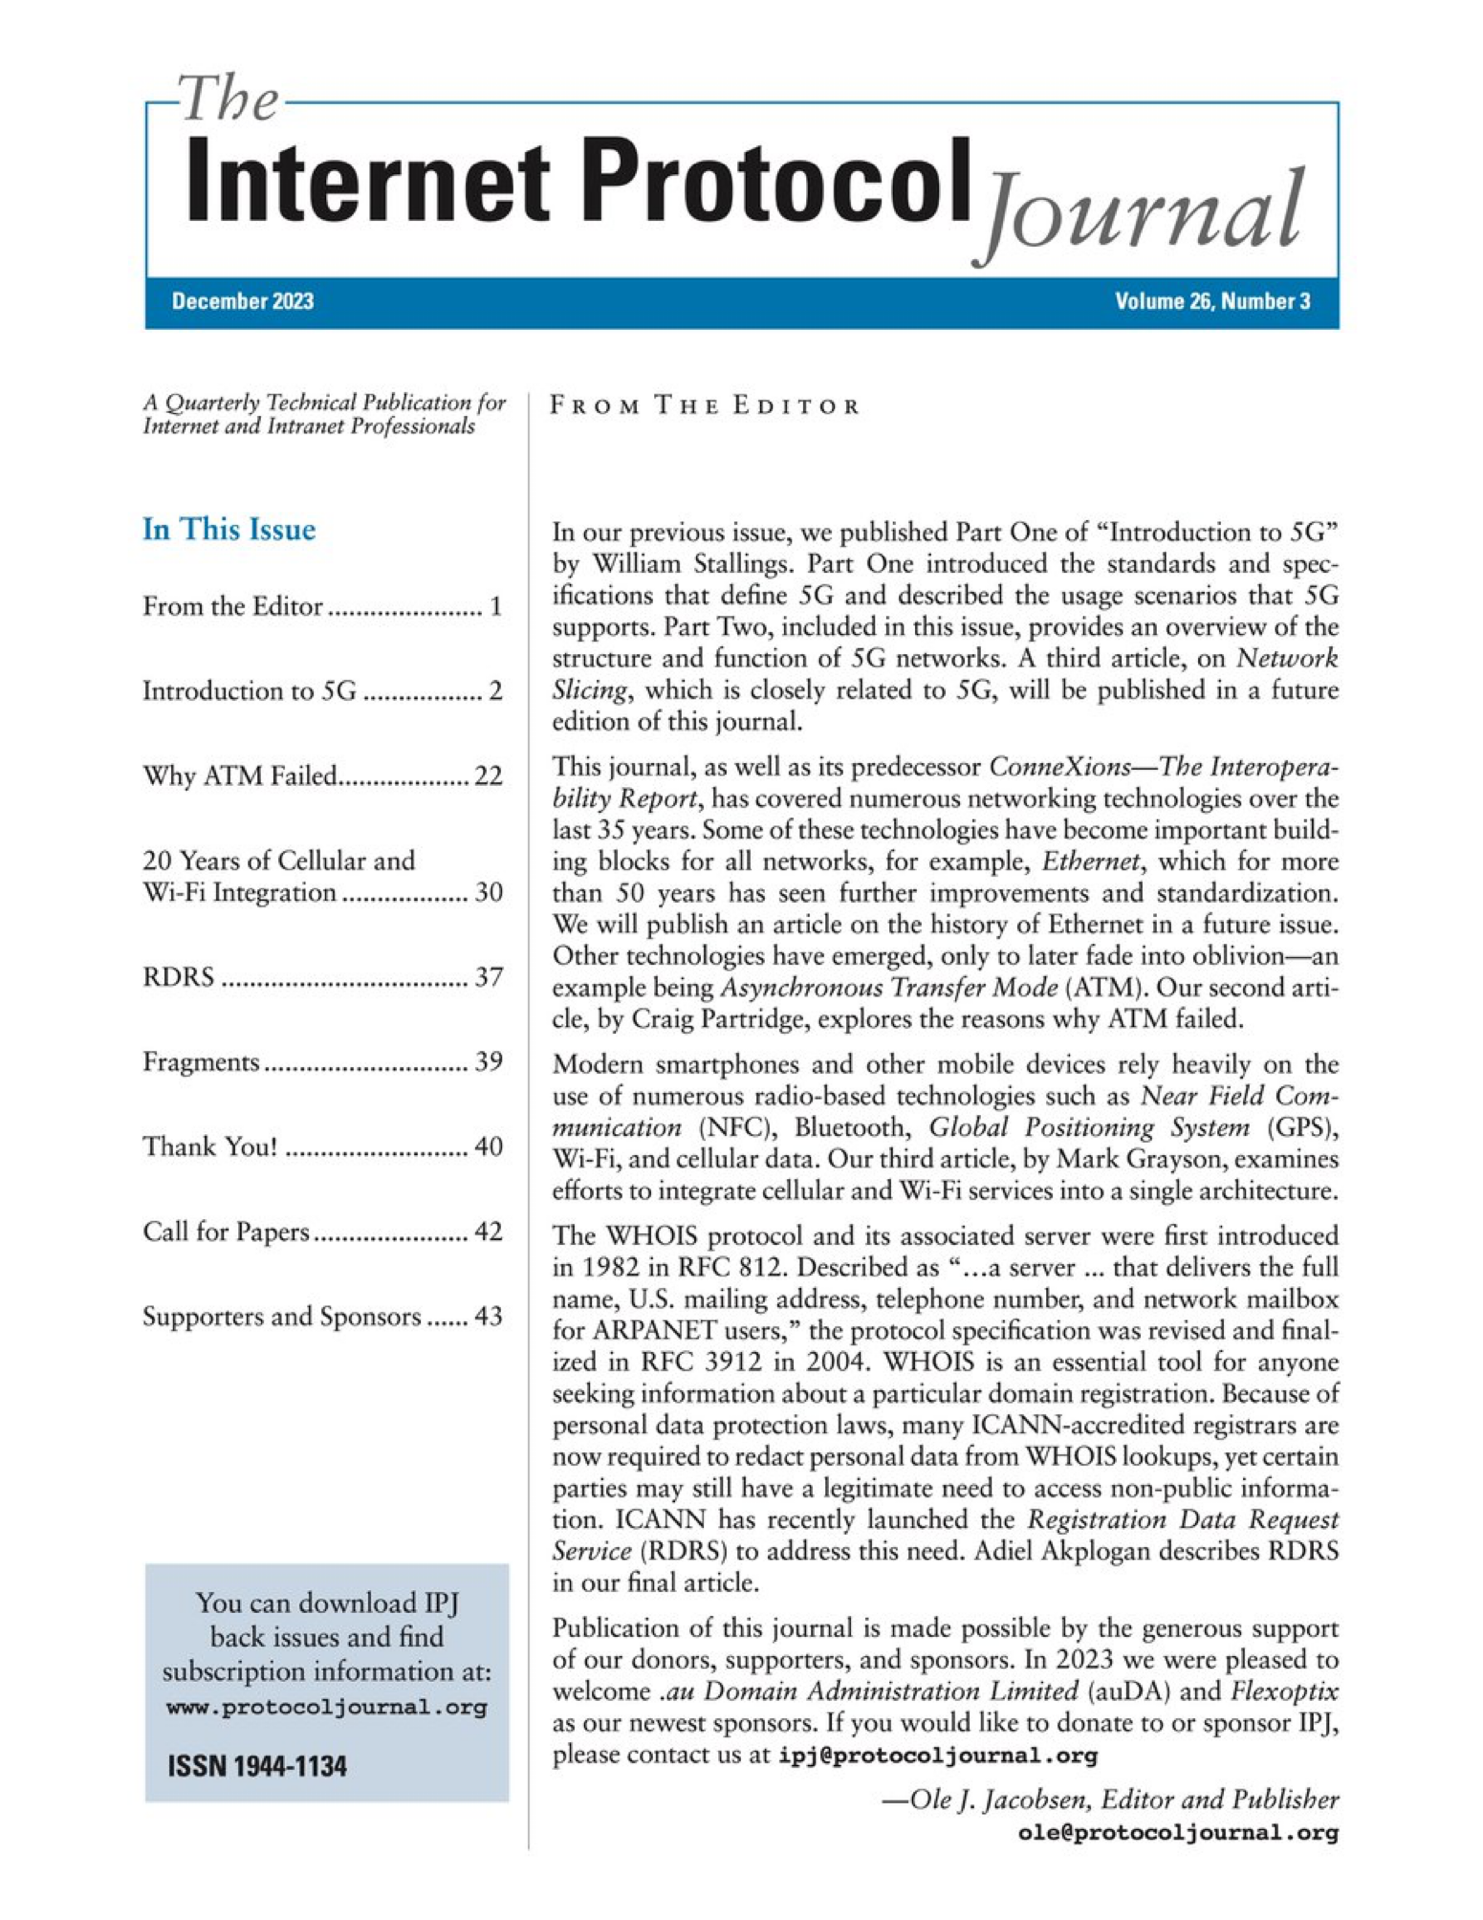 The
Internet Protocol Journal
December 2023
Volume 26, Number 3
A Quarterly Technical Publication for
Internet and Intranet Professionals
In This Issue
From the Editor ...................... 1
Introduction to 5G ................. 2
Why ATM Failed................... 22
20 Years of Cellular and
Wi-Fi Integration .................. 30
RDRS ................................... 37
Fragments ............................. 39
Thank You! .......................... 40
Call for Papers ...................... 42
Supporters and Sponsors ...... 43
You can download IPJ
back issues and find
subscription information at:
www.protocoljournal.org
ISSN 1944-1134
FROM THE EDITOR
In our previous issue, we published Part One of “Introduction to 5G”
by William Stallings. Part One introduced the standards and spec-
ifications that define 5G and described the usage scenarios that 5G
supports. Part Two, included in this issue, provides an overview of the
structure and function of 5G networks. A third article, on Network
Slicing, which is closely related to 5G, will be published in a future
edition of this journal.
This journal, as well as its predecessor ConneXions—The Interopera-
bility Report, has covered numerous networking technologies over the
last 35 years. Some of these technologies have become important build-
ing blocks for all networks, for example, Ethernet, which for more
than 50 years has seen further improvements and standardization.
We will publish an article on the history of Ethernet in a future issue.
Other technologies have emerged, only to later fade into oblivion—an
example being Asynchronous Transfer Mode (ATM). Our second arti-
cle, by Craig Partridge, explores the reasons why ATM failed.
Modern smartphones and other mobile devices rely heavily on the
use of numerous radio-based technologies such as Near Field Com-
munication (NFC), Bluetooth, Global Positioning System (GPS),
Wi-Fi, and cellular data. Our third article, by Mark Grayson, examines
efforts to integrate cellular and Wi-Fi services into a single architecture.
The WHOIS protocol and its associated server were first introduced
in 1982 in RFC 812. Described as “...a server ... that delivers the full
name, U.S. mailing address, telephone number, and network mailbox
for ARPANET users,” the protocol specification was revised and final-
ized in RFC 3912 in 2004. WHOIS is an essential tool for anyone
seeking information about a particular domain registration. Because of
personal data protection laws, many ICANN-accredited registrars are
now required to redact personal data from WHOIS lookups, yet certain
parties may still have a legitimate need to access non-public informa-
tion. ICANN has recently launched the Registration Data Request
Service (RDRS) to address this need. Adiel Akplogan describes RDRS
in our final article.
Publication of this journal is made possible by the generous support
of our donors, supporters, and sponsors. In 2023 we were pleased to
welcome .au Domain Administration Limited (auDA) and Flexoptix
as our newest sponsors. If you would like to donate to or sponsor IPJ,
please contact us at ipj@protocoljournal.org
—Ole J. Jacobsen, Editor and Publisher
ole@protocoljournal.org